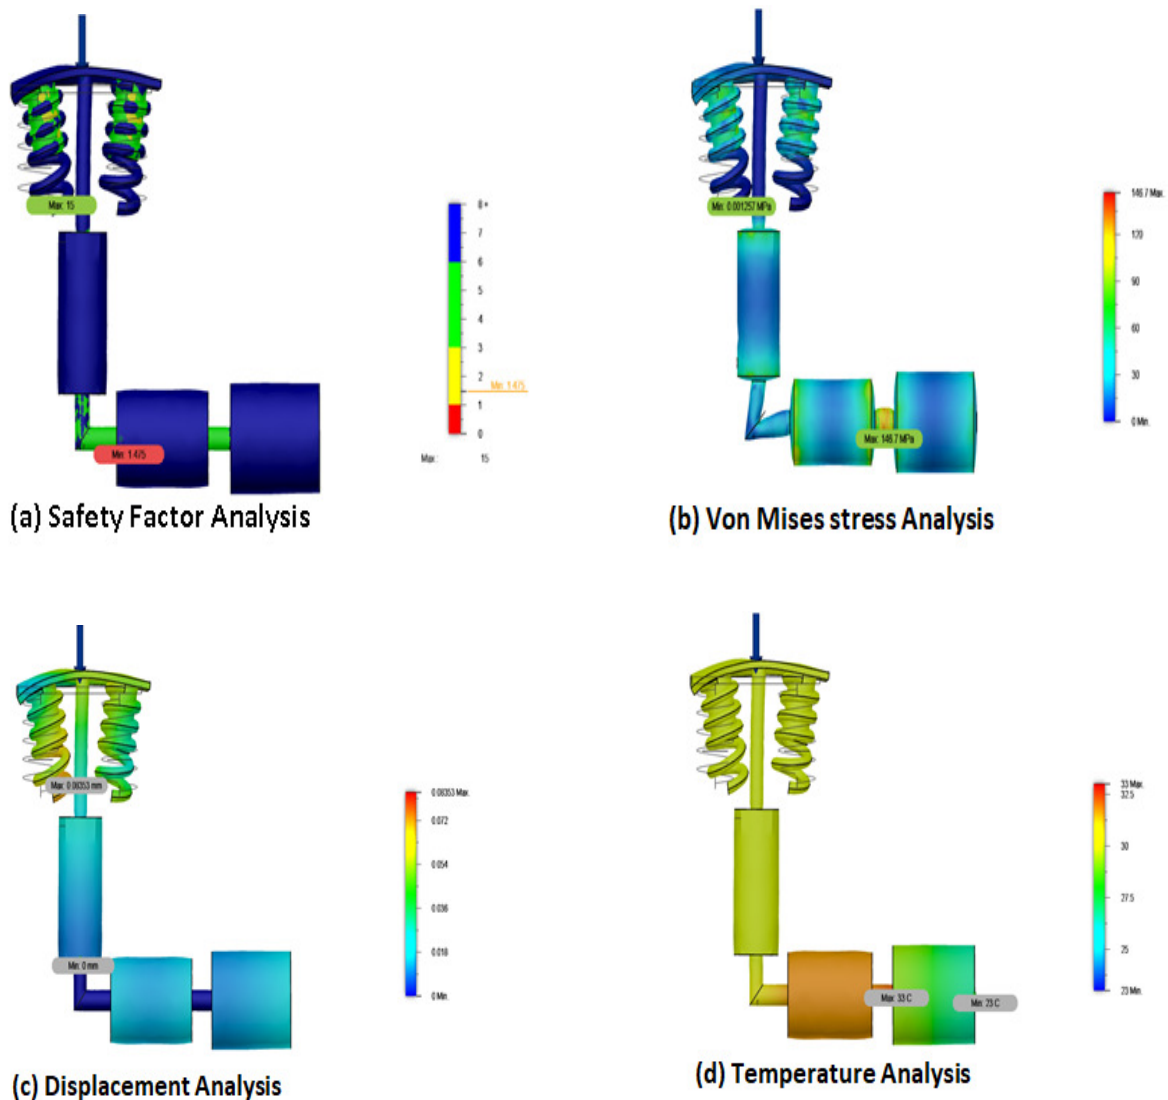 Max: 15
8+
7
6
5
4
3
2
Min: 1.475
1
0
Max: 15
Min: 1.475
(a) Safety Factor Analysis
Min: 0.001257 MPa
146.7 Max.
120
90
60
30
0 Min.
Max: 146.7 MPa
(b) Von Mises stress Analysis
Max: 0.08353 mm
0.08353 Max.
0.072
0.054
0.036
0.018
0 Min.
Min: 0 mm
(c) Displacement Analysis
33 Max.
32.5
30
27.5
25
23 Min.
Max: 33 C
Min: 23 C
(d) Temperature Analysis